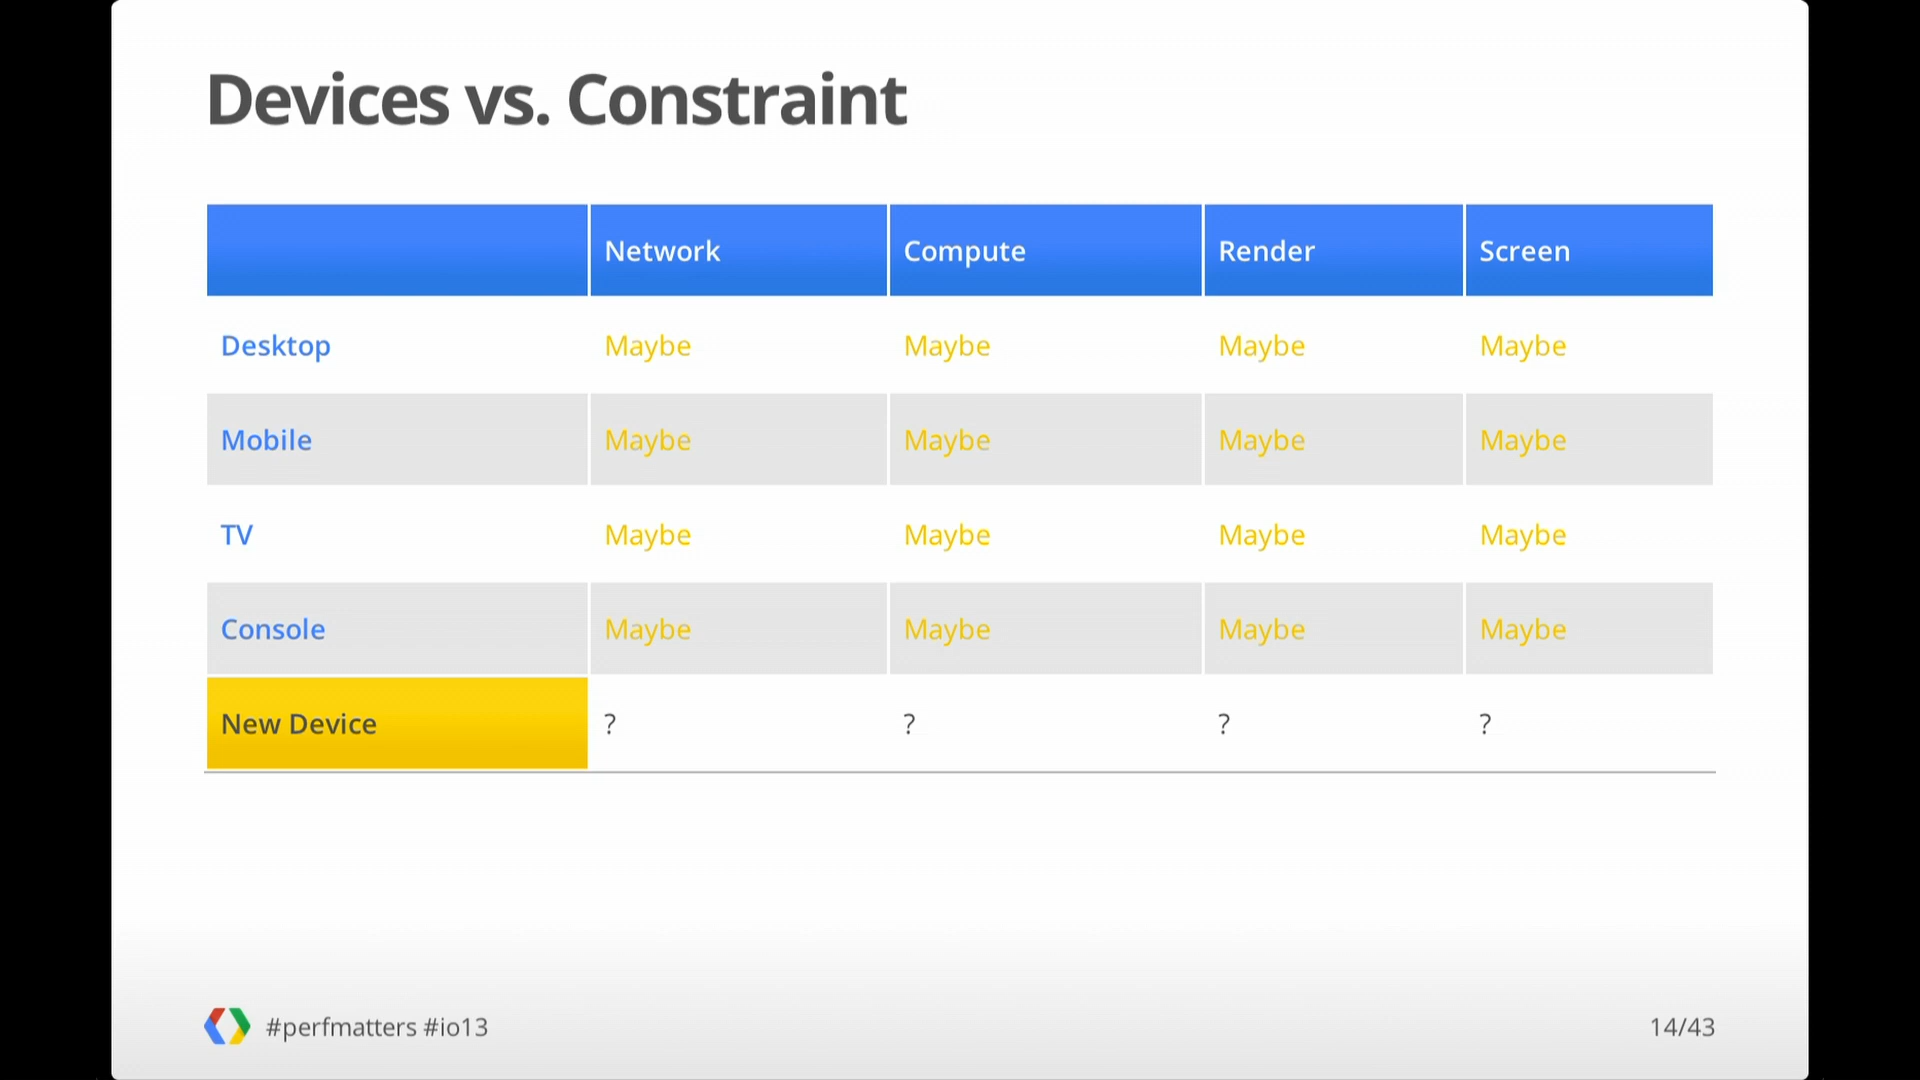 Devices vs. Constraint
Network Compute Render Screen
Desktop Maybe Maybe Maybe Maybe
Mobile Maybe Maybe Maybe Maybe
TV Maybe Maybe Maybe Maybe
Console Maybe Maybe Maybe Maybe
New Device ? ? ? ?
#perfmatters #io13 14/43